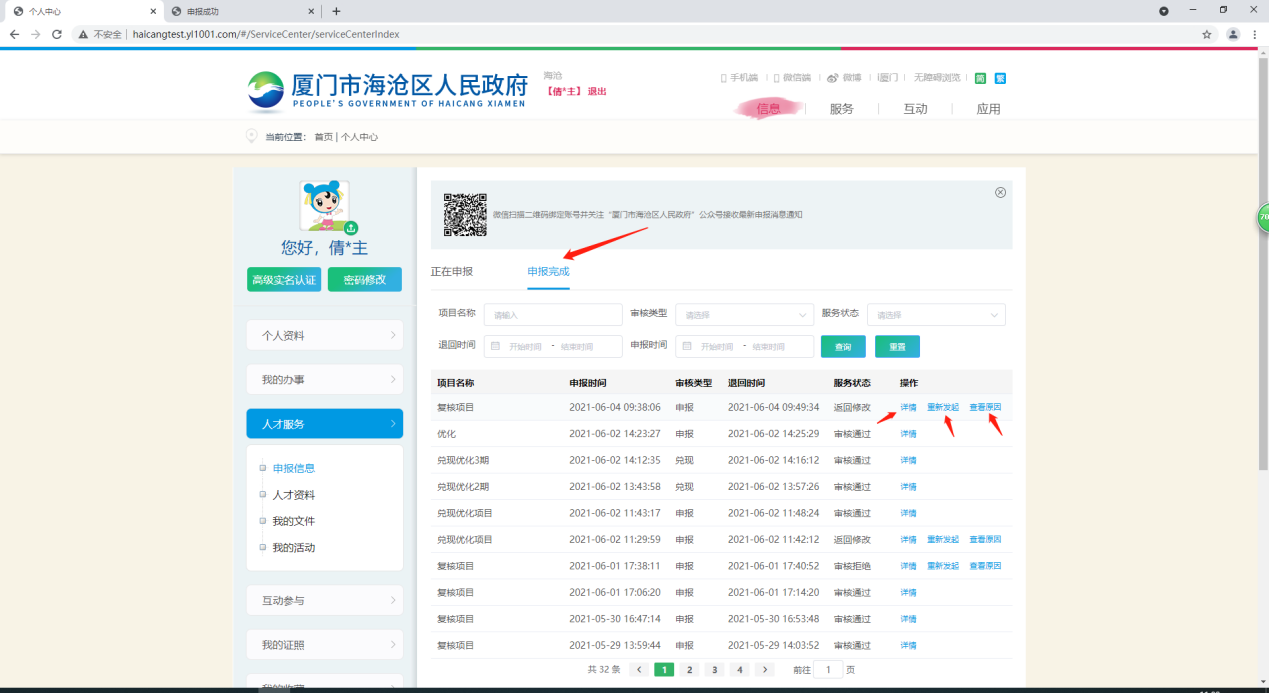 个人中心
申报成功
不安全 haicangtest.yl1001.com/#/ServiceCenter/serviceCenterIndex
厦门市海沧区人民政府
PEOPLE'S GOVERNMENT OF HAICANG XIAMEN
海沧
【倩*主】 退出
手机端 微信端 微博 i厦门 无障碍浏览 简 繁
信息 服务 互动 应用
当前位置: 首页 | 个人中心
您好，倩*主
高级实名认证 密码修改
个人资料
我的办事
人才服务
申报信息
人才资料
我的文件
我的活动
互动参与
我的证照
微信扫描二维码绑定账号并关注“厦门市海沧区人民政府”公众号接收最新申报消息通知
70
正在申报 申报完成
项目名称 请输入 审核类型 请选择 服务状态 请选择
退回时间 开始时间 - 结束时间 申报时间 开始时间 - 结束时间 查询 重置
项目名称 申报时间 审核类型 退回时间 服务状态 操作
复核项目 2021-06-04 09:38:06 申报 2021-06-04 09:49:34 返回修改 详情 重新发起 查看原因
优化 2021-06-02 14:23:27 申报 2021-06-02 14:25:29 审核通过 详情
兑现优化3期 2021-06-02 14:12:35 兑现 2021-06-02 14:16:12 审核通过 详情
兑现优化2期 2021-06-02 13:43:58 兑现 2021-06-02 13:57:26 审核通过 详情
兑现优化项目 2021-06-02 11:43:17 申报 2021-06-02 11:48:24 审核通过 详情
兑现优化项目 2021-06-02 11:29:59 申报 2021-06-02 11:42:12 返回修改 详情 重新发起 查看原因
复核项目 2021-06-01 17:38:11 申报 2021-06-01 17:40:52 审核拒绝 详情 重新发起 查看原因
复核项目 2021-06-01 17:06:20 申报 2021-06-01 17:14:20 审核通过 详情
复核项目 2021-05-30 16:47:14 申报 2021-05-30 16:53:48 审核通过 详情
复核项目 2021-05-29 13:59:44 申报 2021-05-29 14:03:52 审核通过 详情
共 32 条 1 2 3 4 前往 1 页